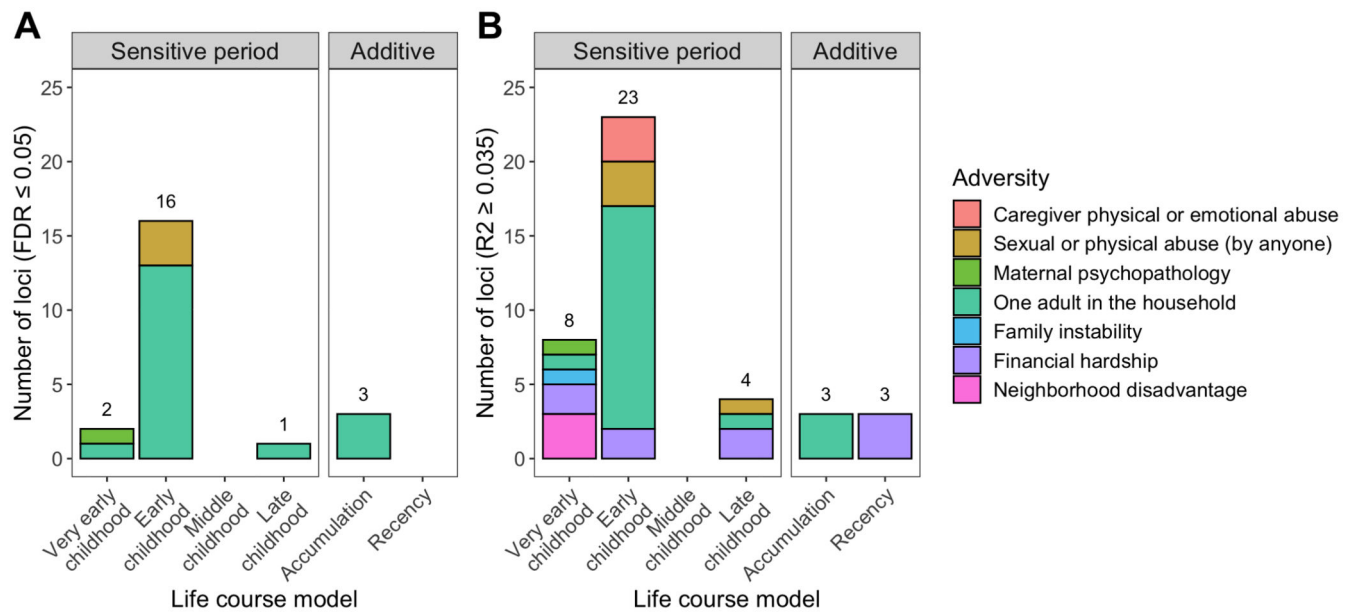 A
Sensitive period
Additive
Number of loci (FDR ≤ 0.05)
25
20
15
10
5
0
2
16
1
3
Very early
childhood
Early
childhood
Middle
childhood
Late
childhood
Accumulation
Recency
Life course model
B
Sensitive period
Additive
Number of loci (R2 ≥ 0.035)
25
20
15
10
5
0
8
23
4
3
3
Very early
childhood
Early
childhood
Middle
childhood
Late
childhood
Accumulation
Recency
Life course model
Adversity
Caregiver physical or emotional abuse
Sexual or physical abuse (by anyone)
Maternal psychopathology
One adult in the household
Family instability
Financial hardship
Neighborhood disadvantage